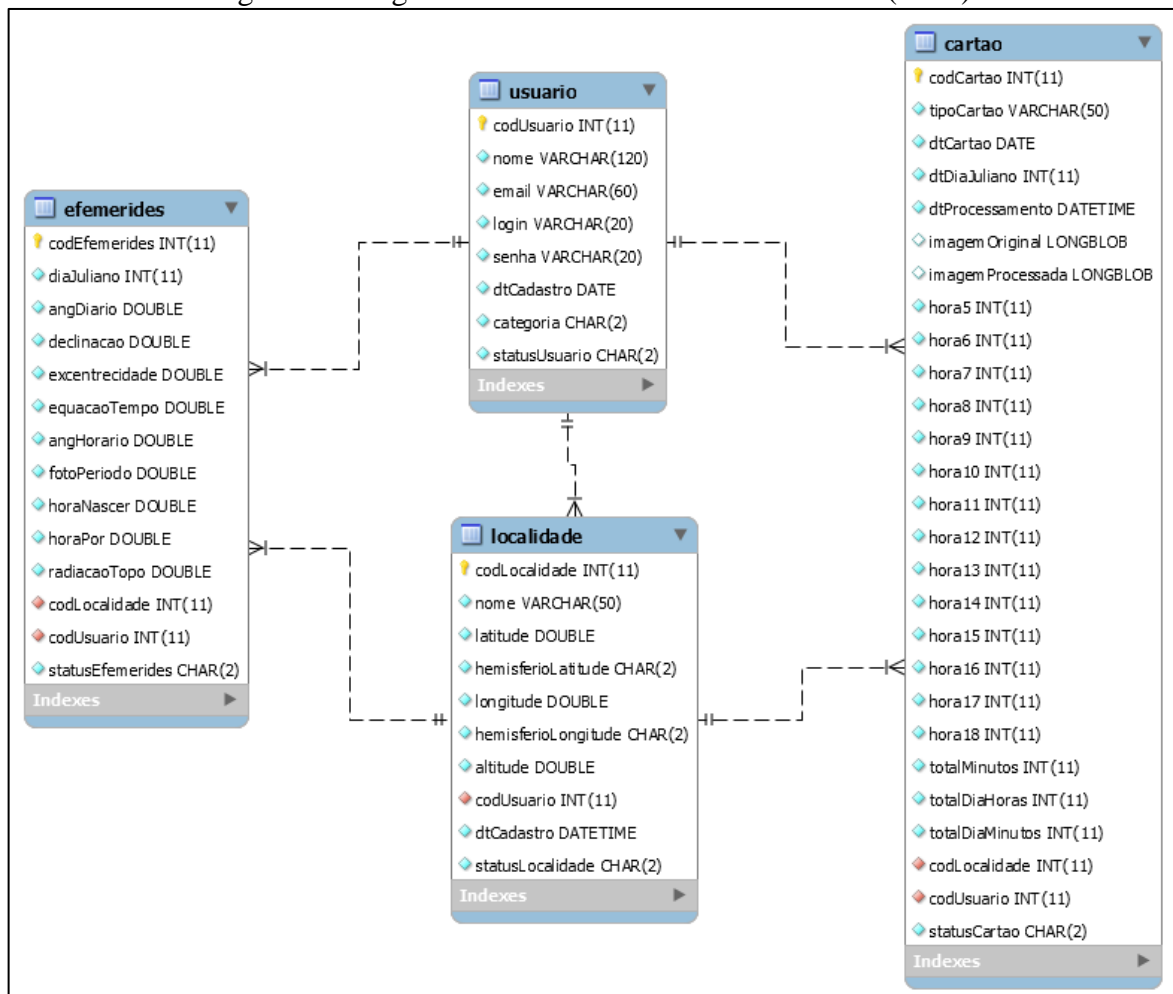 efemerides
codEfemerides INT(11)
diaJuliano INT(11)
angDiario DOUBLE
declinacao DOUBLE
excentrecidade DOUBLE
equacaoTempo DOUBLE
angHorario DOUBLE
fotoPeriodo DOUBLE
horaNascer DOUBLE
horaPor DOUBLE
radiacaoTopo DOUBLE
codLocalidade INT(11)
codUsuario INT(11)
statusEfemerides CHAR(2)
Indexes
usuario
codUsuario INT(11)
nome VARCHAR(120)
email VARCHAR(60)
login VARCHAR(20)
senha VARCHAR(20)
dtCadastro DATE
categoria CHAR(2)
statusUsuario CHAR(2)
Indexes
localidade
codLocalidade INT(11)
nome VARCHAR(50)
latitude DOUBLE
hemisferioLatitude CHAR(2)
longitude DOUBLE
hemisferioLongitude CHAR(2)
altitude DOUBLE
codUsuario INT(11)
dtCadastro DATETIME
statusLocalidade CHAR(2)
Indexes
cartao
codCartao INT(11)
tipoCartao VARCHAR(50)
dtCartao DATE
dtDiaJuliano INT(11)
dtProcessamento DATETIME
imagemOriginal LONGBLOB
imagemProcessada LONGBLOB
hora5 INT(11)
hora6 INT(11)
hora7 INT(11)
hora8 INT(11)
hora9 INT(11)
hora10 INT(11)
hora11 INT(11)
hora12 INT(11)
hora13 INT(11)
hora14 INT(11)
hora15 INT(11)
hora16 INT(11)
hora17 INT(11)
hora18 INT(11)
totalMinutos INT(11)
totalDiaHoras INT(11)
totalDiaMinutos INT(11)
codLocalidade INT(11)
codUsuario INT(11)
statusCartao CHAR(2)
Indexes